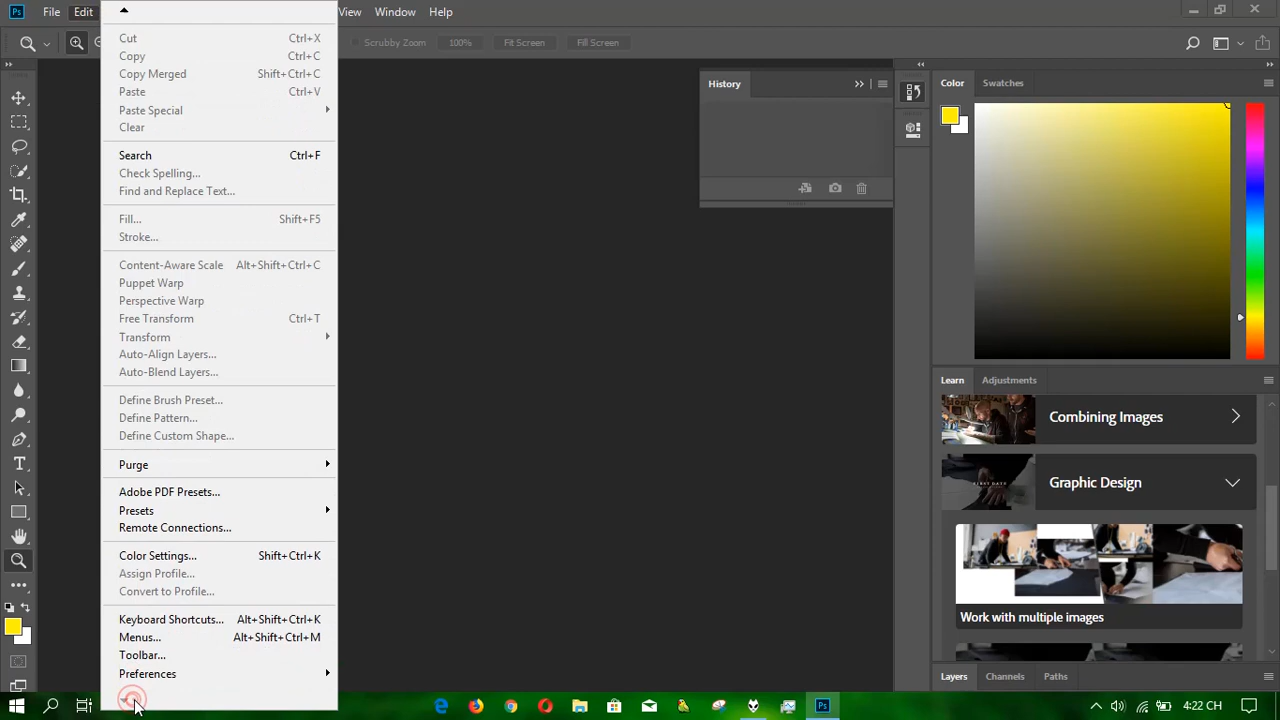 Ps File Edit View Window Help
Scrubby Zoom 100% Fit Screen Fill Screen
Cut Ctrl+X
Copy Ctrl+C
Copy Merged Shift+Ctrl+C
Paste Ctrl+V
Paste Special
Clear
Search Ctrl+F
Check Spelling...
Find and Replace Text...
Fill... Shift+F5
Stroke...
Content-Aware Scale Alt+Shift+Ctrl+C
Puppet Warp
Perspective Warp
Free Transform Ctrl+T
Transform
Auto-Align Layers...
Auto-Blend Layers...
Define Brush Preset...
Define Pattern...
Define Custom Shape...
Purge
Adobe PDF Presets...
Presets
Remote Connections...
Color Settings... Shift+Ctrl+K
Assign Profile...
Convert to Profile...
Keyboard Shortcuts... Alt+Shift+Ctrl+K
Menus... Alt+Shift+Ctrl+M
Toolbar...
Preferences
History
Color Swatches
Learn Adjustments
Combining Images
Graphic Design
FIRST DATE
Work with multiple images
Layers Channels Paths
Ps
4:22 CH